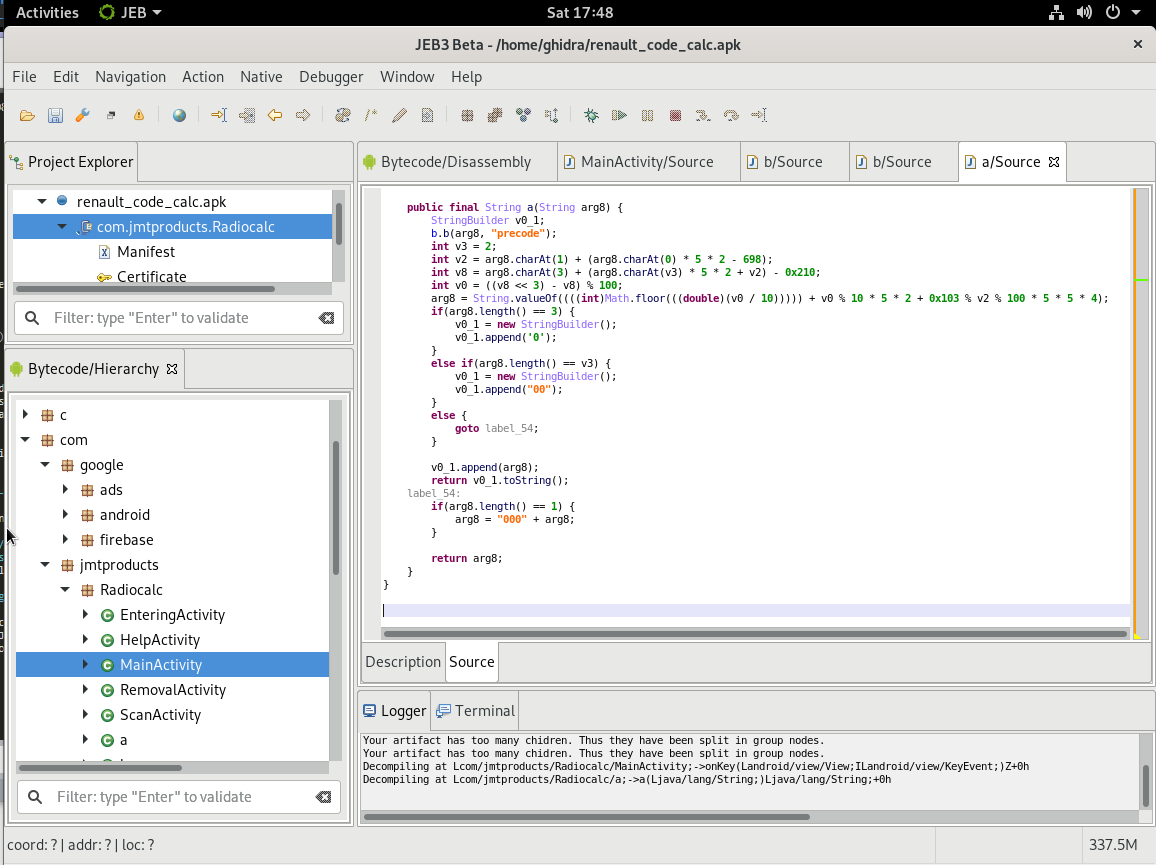 Activities JEB Sat 17:48
JEB3 Beta - /home/ghidra/renault_code_calc.apk
File Edit Navigation Action Native Debugger Window Help
Project Explorer
renault_code_calc.apk
com.jmtproducts.Radiocalc
Manifest
Certificate
Filter: type "Enter" to validate
Bytecode/Hierarchy
c
com
google
ads
android
firebase
jmtproducts
Radiocalc
EnteringActivity
HelpActivity
MainActivity
RemovalActivity
ScanActivity
a
Filter: type "Enter" to validate
Bytecode/Disassembly MainActivity/Source b/Source b/Source a/Source
public final String a(String arg8) {
StringBuilder v0_1;
b.b(arg8, "precode");
int v3 = 2;
int v2 = arg8.charAt(1) + (arg8.charAt(0) * 5 * 2 - 698);
int v8 = arg8.charAt(3) + (arg8.charAt(v3) * 5 * 2 + v2) - 0x210;
int v0 = ((v8 << 3) - v8) % 100;
arg8 = String.valueOf((((int)Math.floor(((double)(v0 / 10))))) + v0 % 10 * 5 * 2 + 0x103 % v2 % 100 * 5 * 5 * 4);
if(arg8.length() == 3) {
v0_1 = new StringBuilder();
v0_1.append('0');
}
else if(arg8.length() == v3) {
v0_1 = new StringBuilder();
v0_1.append("00");
}
else {
goto label_54;
}
v0_1.append(arg8);
return v0_1.toString();
label_54:
if(arg8.length() == 1) {
arg8 = "000" + arg8;
}
return arg8;
}
}
Description Source
Logger Terminal
Your artifact has too many chidren. Thus they have been split in group nodes.
Your artifact has too many chidren. Thus they have been split in group nodes.
Decompiling at Lcom/jmtproducts/Radiocalc/MainActivity;->onKey(Landroid/view/View;ILandroid/view/KeyEvent;)Z+0h
Decompiling at Lcom/jmtproducts/Radiocalc/a;->a(Ljava/lang/String;)Ljava/lang/String;+0h
coord: ? | addr: ? | loc: ? 337.5M